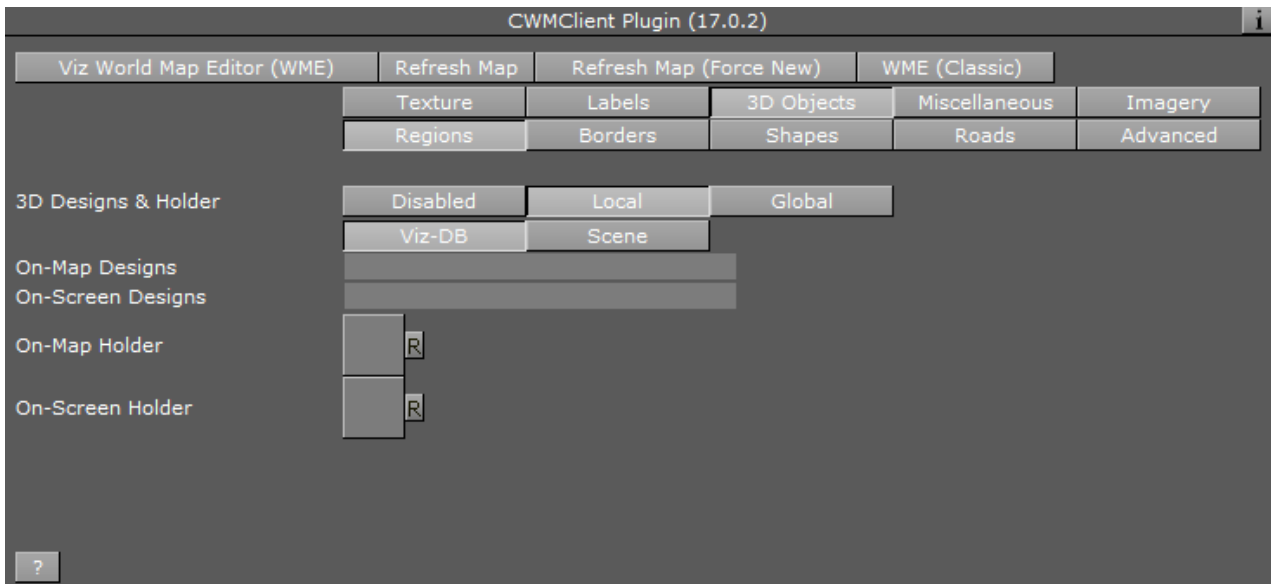 CWMClient Plugin (17.0.2) i
Viz World Map Editor (WME) Refresh Map Refresh Map (Force New) WME (Classic)
Texture Labels 3D Objects Miscellaneous Imagery
Regions Borders Shapes Roads Advanced
3D Designs & Holder Disabled Local Global
Viz-DB Scene
On-Map Designs
On-Screen Designs
On-Map Holder R
On-Screen Holder R
?